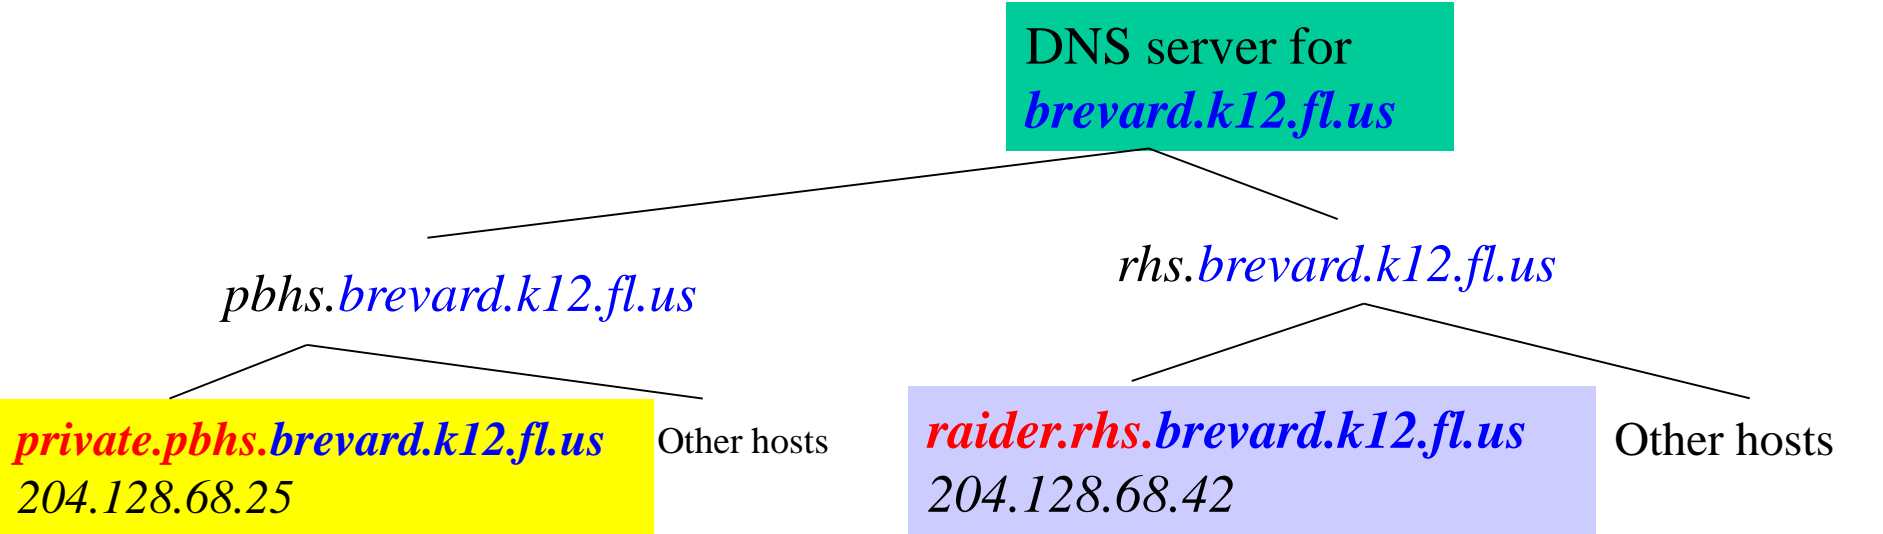 DNS server for
brevard.k12.fl.us
pbhs.brevard.k12.fl.us
rhs.brevard.k12.fl.us
private.pbhs.brevard.k12.fl.us
204.128.68.25
Other hosts
raider.rhs.brevard.k12.fl.us
204.128.68.42
Other hosts